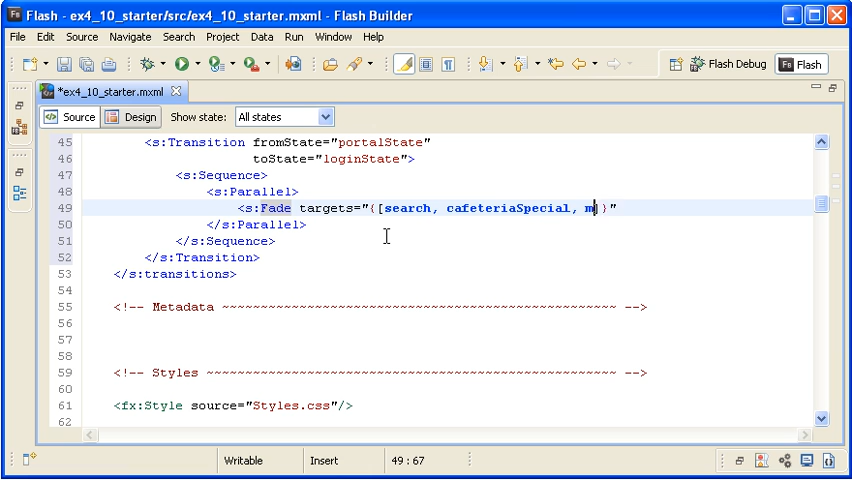 Flash - ex4_10_starter/src/ex4_10_starter.mxml - Flash Builder
File Edit Source Navigate Search Project Data Run Window Help
Flash Debug Flash
*ex4_10_starter.mxml
Source Design Show state: All states
45 <s:Transition fromState="portalState"
46 toState="loginState">
47 <s:Sequence>
48 <s:Parallel>
49 <s:Fade targets="{[search, cafeteriaSpecial, m]}"
50 </s:Parallel>
51 </s:Sequence>
52 </s:Transition>
53 </s:transitions>
54
55 <!-- Metadata ~~~~~~~~~~~~~~~~~~~~~~~~~~~~~~~~~~~~~~~~~~~~~~~~~~~~ -->
56
57
58
59 <!-- Styles ~~~~~~~~~~~~~~~~~~~~~~~~~~~~~~~~~~~~~~~~~~~~~~~~~~~~~ -->
60
61 <fx:Style source="Styles.css"/>
62
Writable Insert 49 : 67